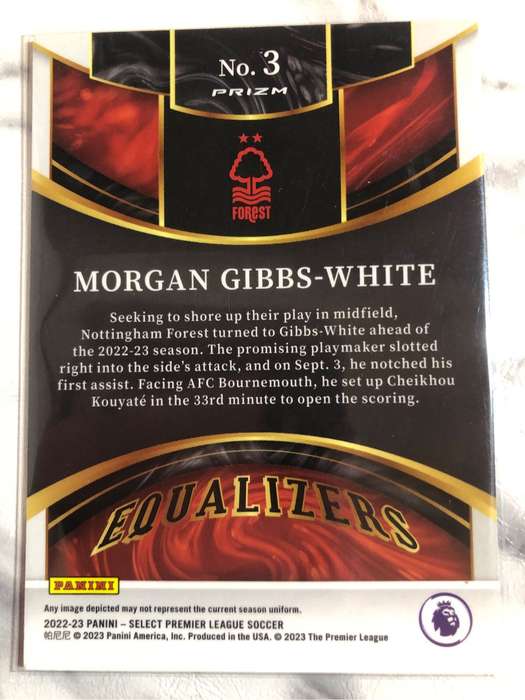 No. 3
PRIZM
FOREST
MORGAN GIBBS-WHITE
Seeking to shore up their play in midfield,
Nottingham Forest turned to Gibbs-White ahead of
the 2022-23 season. The promising playmaker slotted
right into the side's attack, and on Sept. 3, he notched his
first assist. Facing AFC Bournemouth, he set up Cheikhou
Kouyaté in the 33rd minute to open the scoring.
EQUALIZERS
PANINI
Any image depicted may not represent the current season uniform.
2022-23 PANINI – SELECT PREMIER LEAGUE SOCCER
帕尼尼 © 2023 Panini America, Inc. Produced in the USA. © 2023 The Premier League